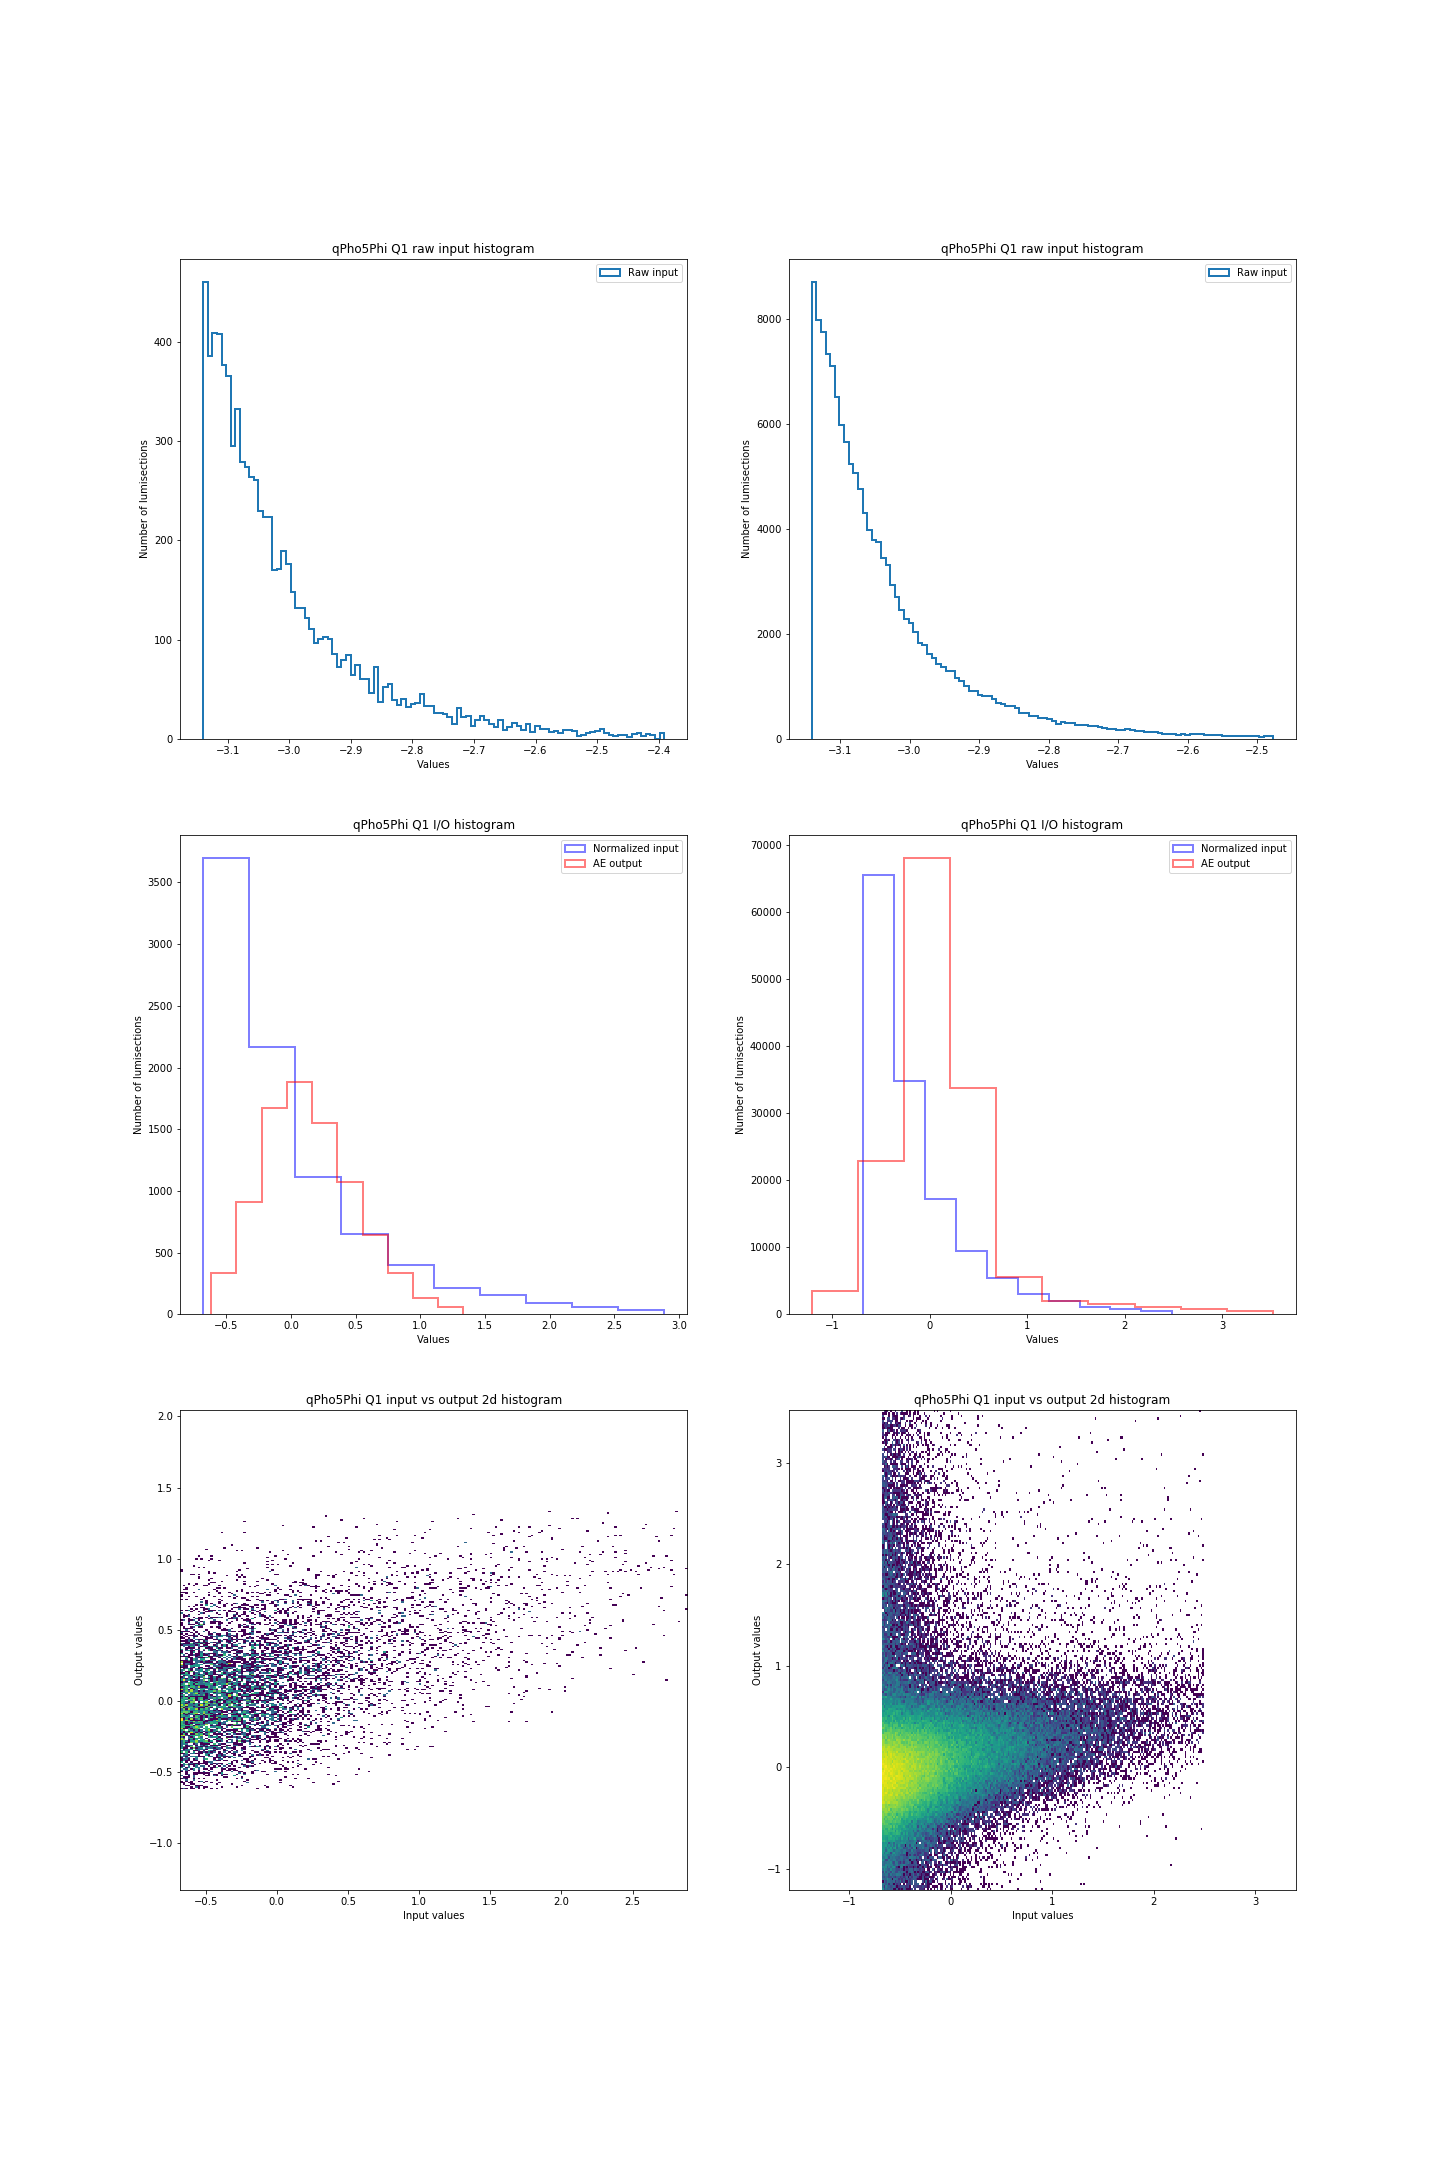 qPho5Phi Q1 raw input histogram
Raw input
Number of lumisections
400
300
200
100
0
−3.1 −3.0 −2.9 −2.8 −2.7 −2.6 −2.5 −2.4
Values
qPho5Phi Q1 raw input histogram
Raw input
Number of lumisections
8000
6000
4000
2000
0
−3.1 −3.0 −2.9 −2.8 −2.7 −2.6 −2.5
Values
qPho5Phi Q1 I/O histogram
Normalized input
AE output
Number of lumisections
3500
3000
2500
2000
1500
1000
500
0
−0.5 0.0 0.5 1.0 1.5 2.0 2.5 3.0
Values
qPho5Phi Q1 I/O histogram
Normalized input
AE output
Number of lumisections
70000
60000
50000
40000
30000
20000
10000
0
−1 0 1 2 3
Values
qPho5Phi Q1 input vs output 2d histogram
Output values
2.0
1.5
1.0
0.5
0.0
−0.5
−1.0
−0.5 0.0 0.5 1.0 1.5 2.0 2.5
Input values
qPho5Phi Q1 input vs output 2d histogram
Output values
3
2
1
0
−1
−1 0 1 2 3
Input values